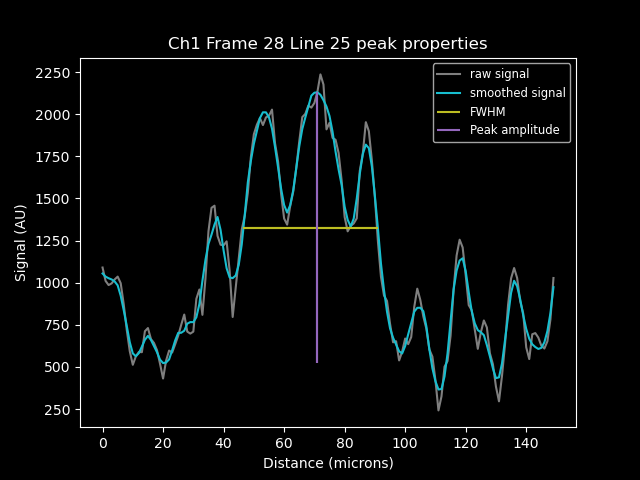 Ch1 Frame 28 Line 25 peak properties
raw signal
smoothed signal
FWHM
Peak amplitude
Signal (AU)
2250
2000
1750
1500
1250
1000
750
500
250
0 20 40 60 80 100 120 140
Distance (microns)